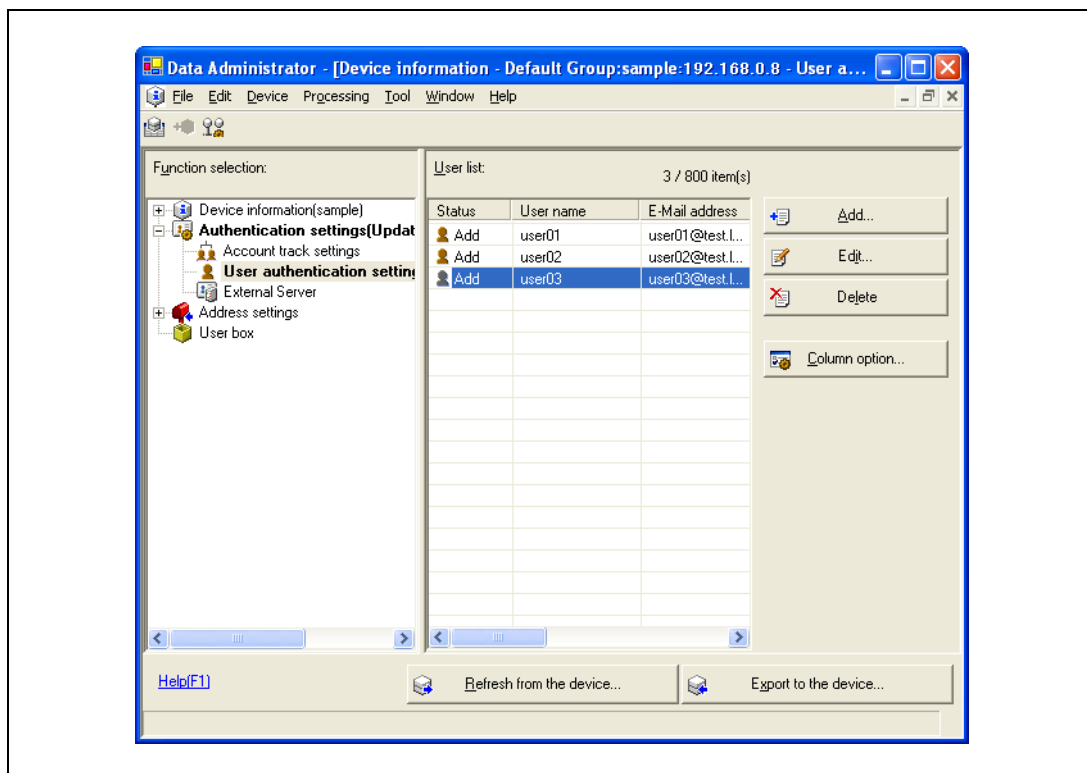 Data Administrator - [Device information - Default Group:sample:192.168.0.8 - User a...
File Edit Device Processing Tool Window Help
Function selection:
Device information(sample)
Authentication settings(Updat
Account track settings
User authentication setting
External Server
Address settings
User box
User list:
3 / 800 item(s)
Status User name E-Mail address
Add user01 user01@test.l...
Add user02 user02@test.l...
Add user03 user03@test.l...
Add...
Edit...
Delete
Column option...
Help(F1)
Refresh from the device...
Export to the device...